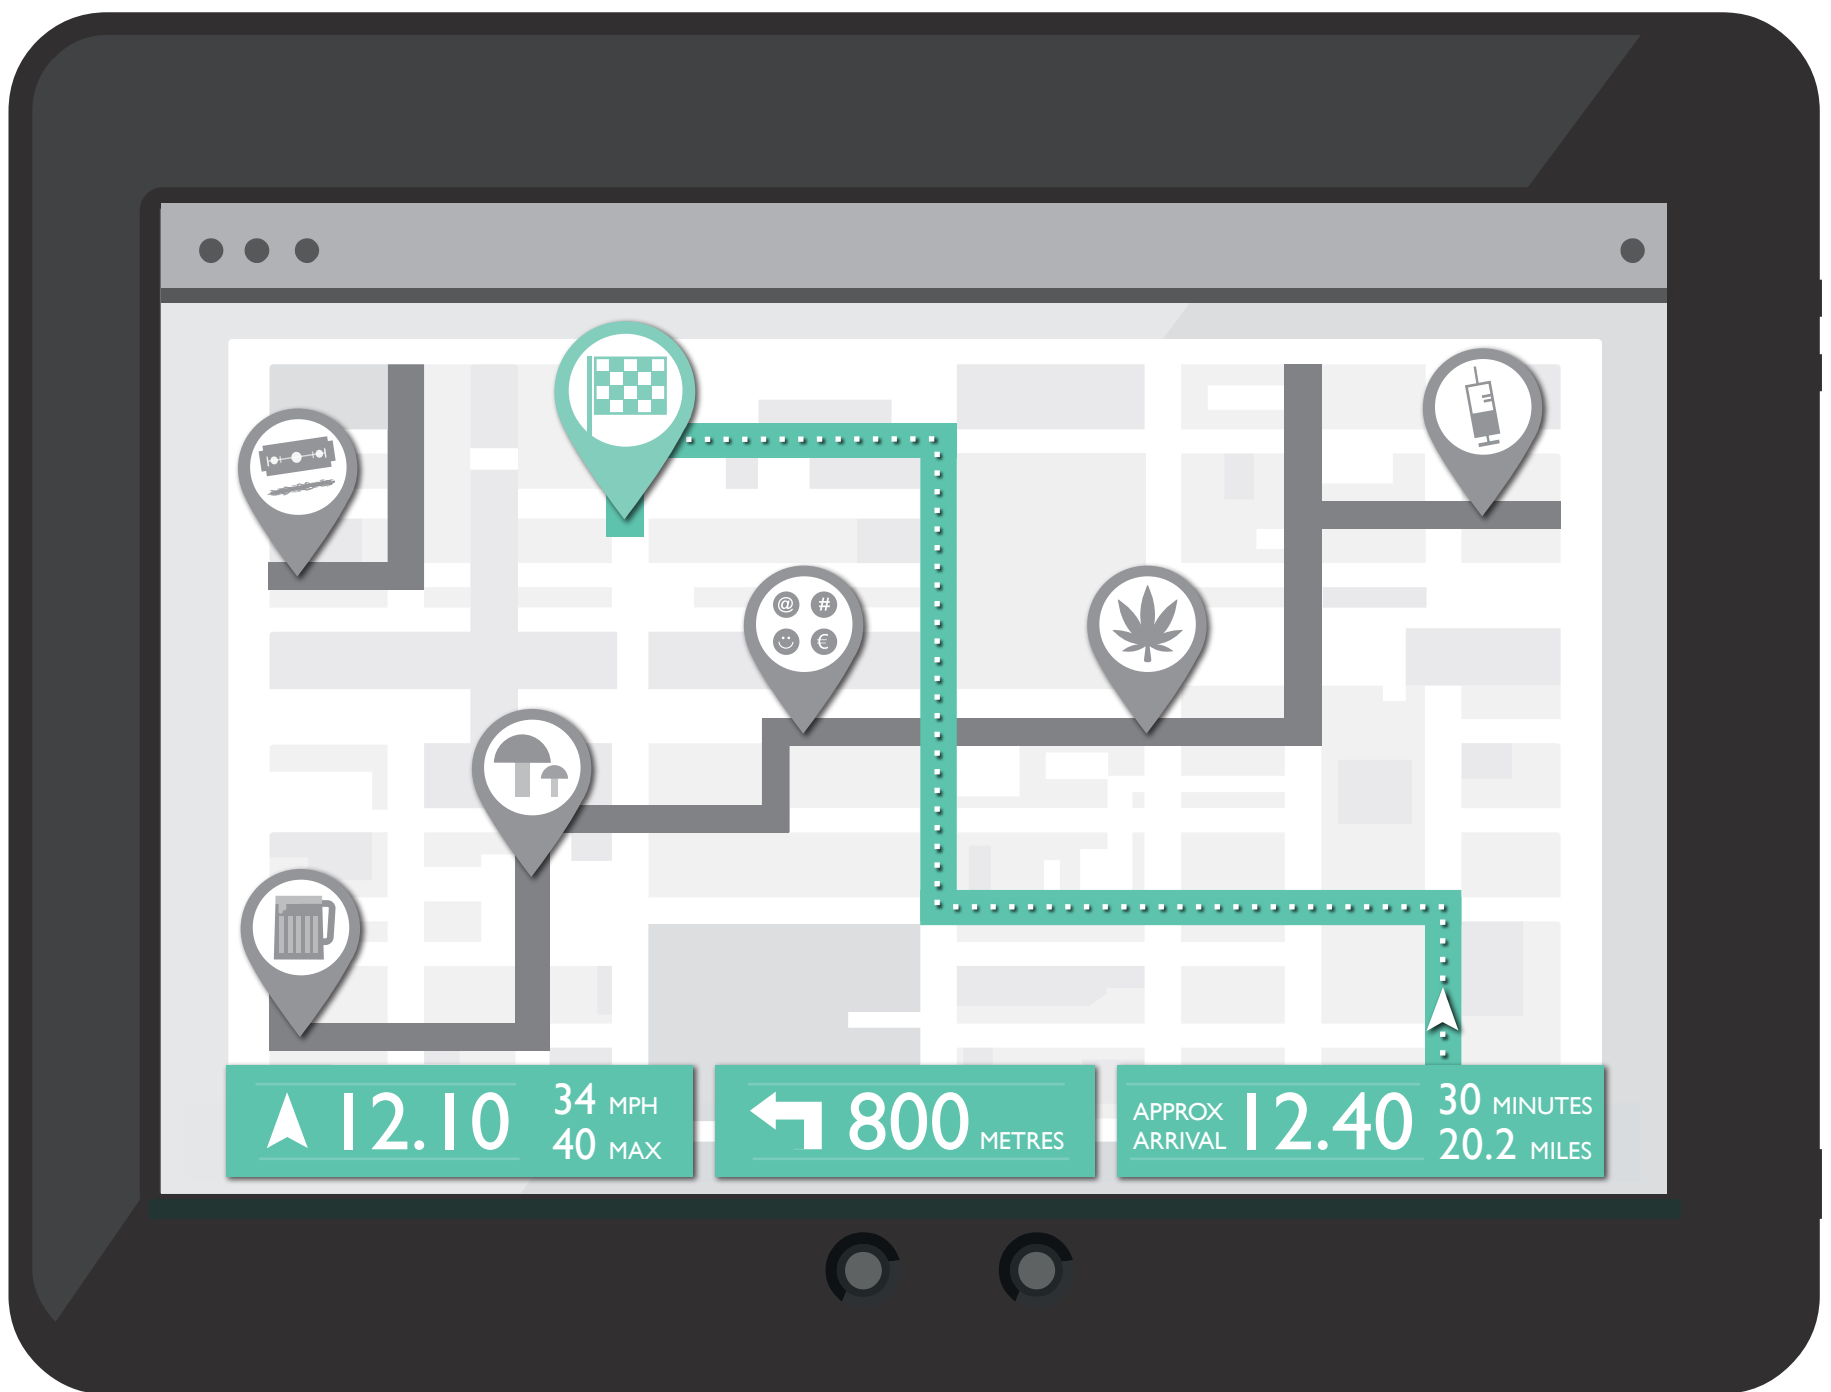 @ #
€
12.10
34 MPH
40 MAX
800 METRES
APPROX
ARRIVAL
12.40
30 MINUTES
20.2 MILES